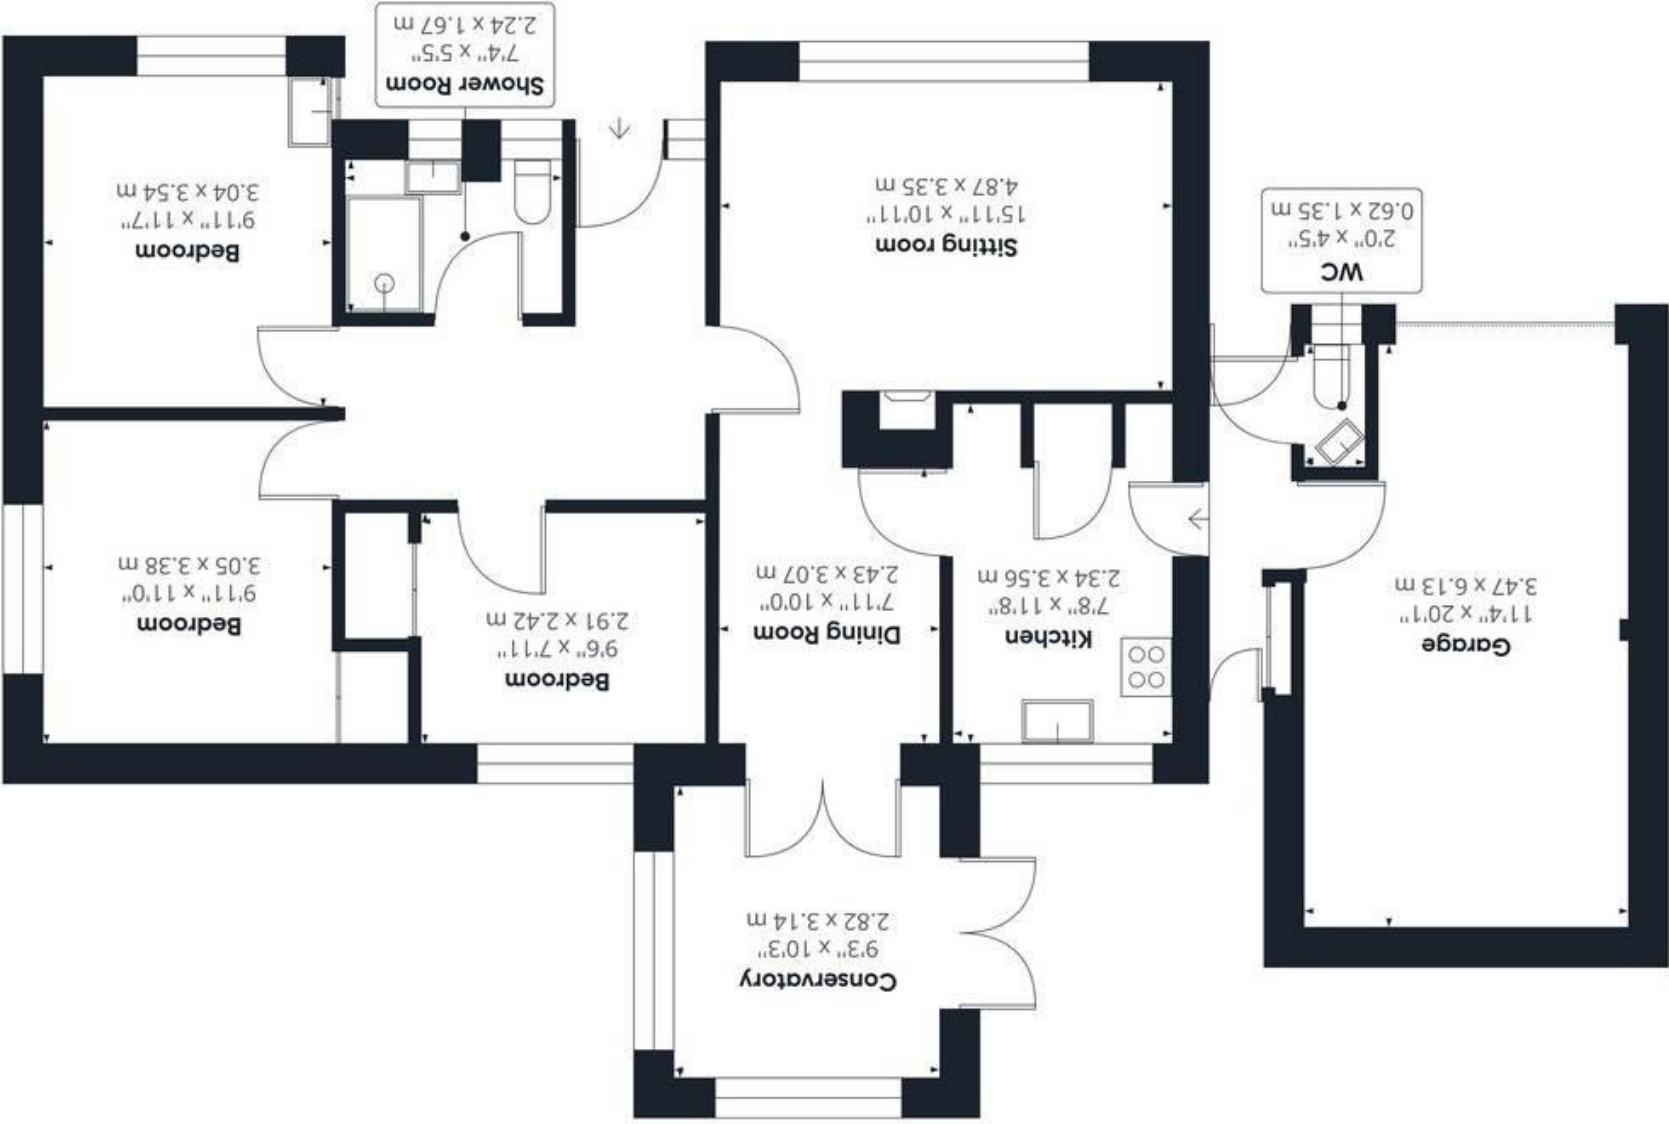 Conservatory
9'3" x 10'3"
2.82 x 3.14 m
Garage
11'4" x 20'1"
3.47 x 6.13 m
Kitchen
7'8" x 11'8"
2.34 x 3.56 m
Dining Room
7'11" x 10'0"
2.43 x 3.07 m
Bedroom
9'6" x 7'11"
2.91 x 2.42 m
Bedroom
9'11" x 11'0"
3.05 x 3.38 m
WC
2'0" x 4'5"
0.62 x 1.35 m
Sitting room
15'11" x 10'11"
4.87 x 3.35 m
Bedroom
9'11" x 11'7"
3.04 x 3.54 m
Shower Room
7'4" x 5'5"
2.24 x 1.67 m